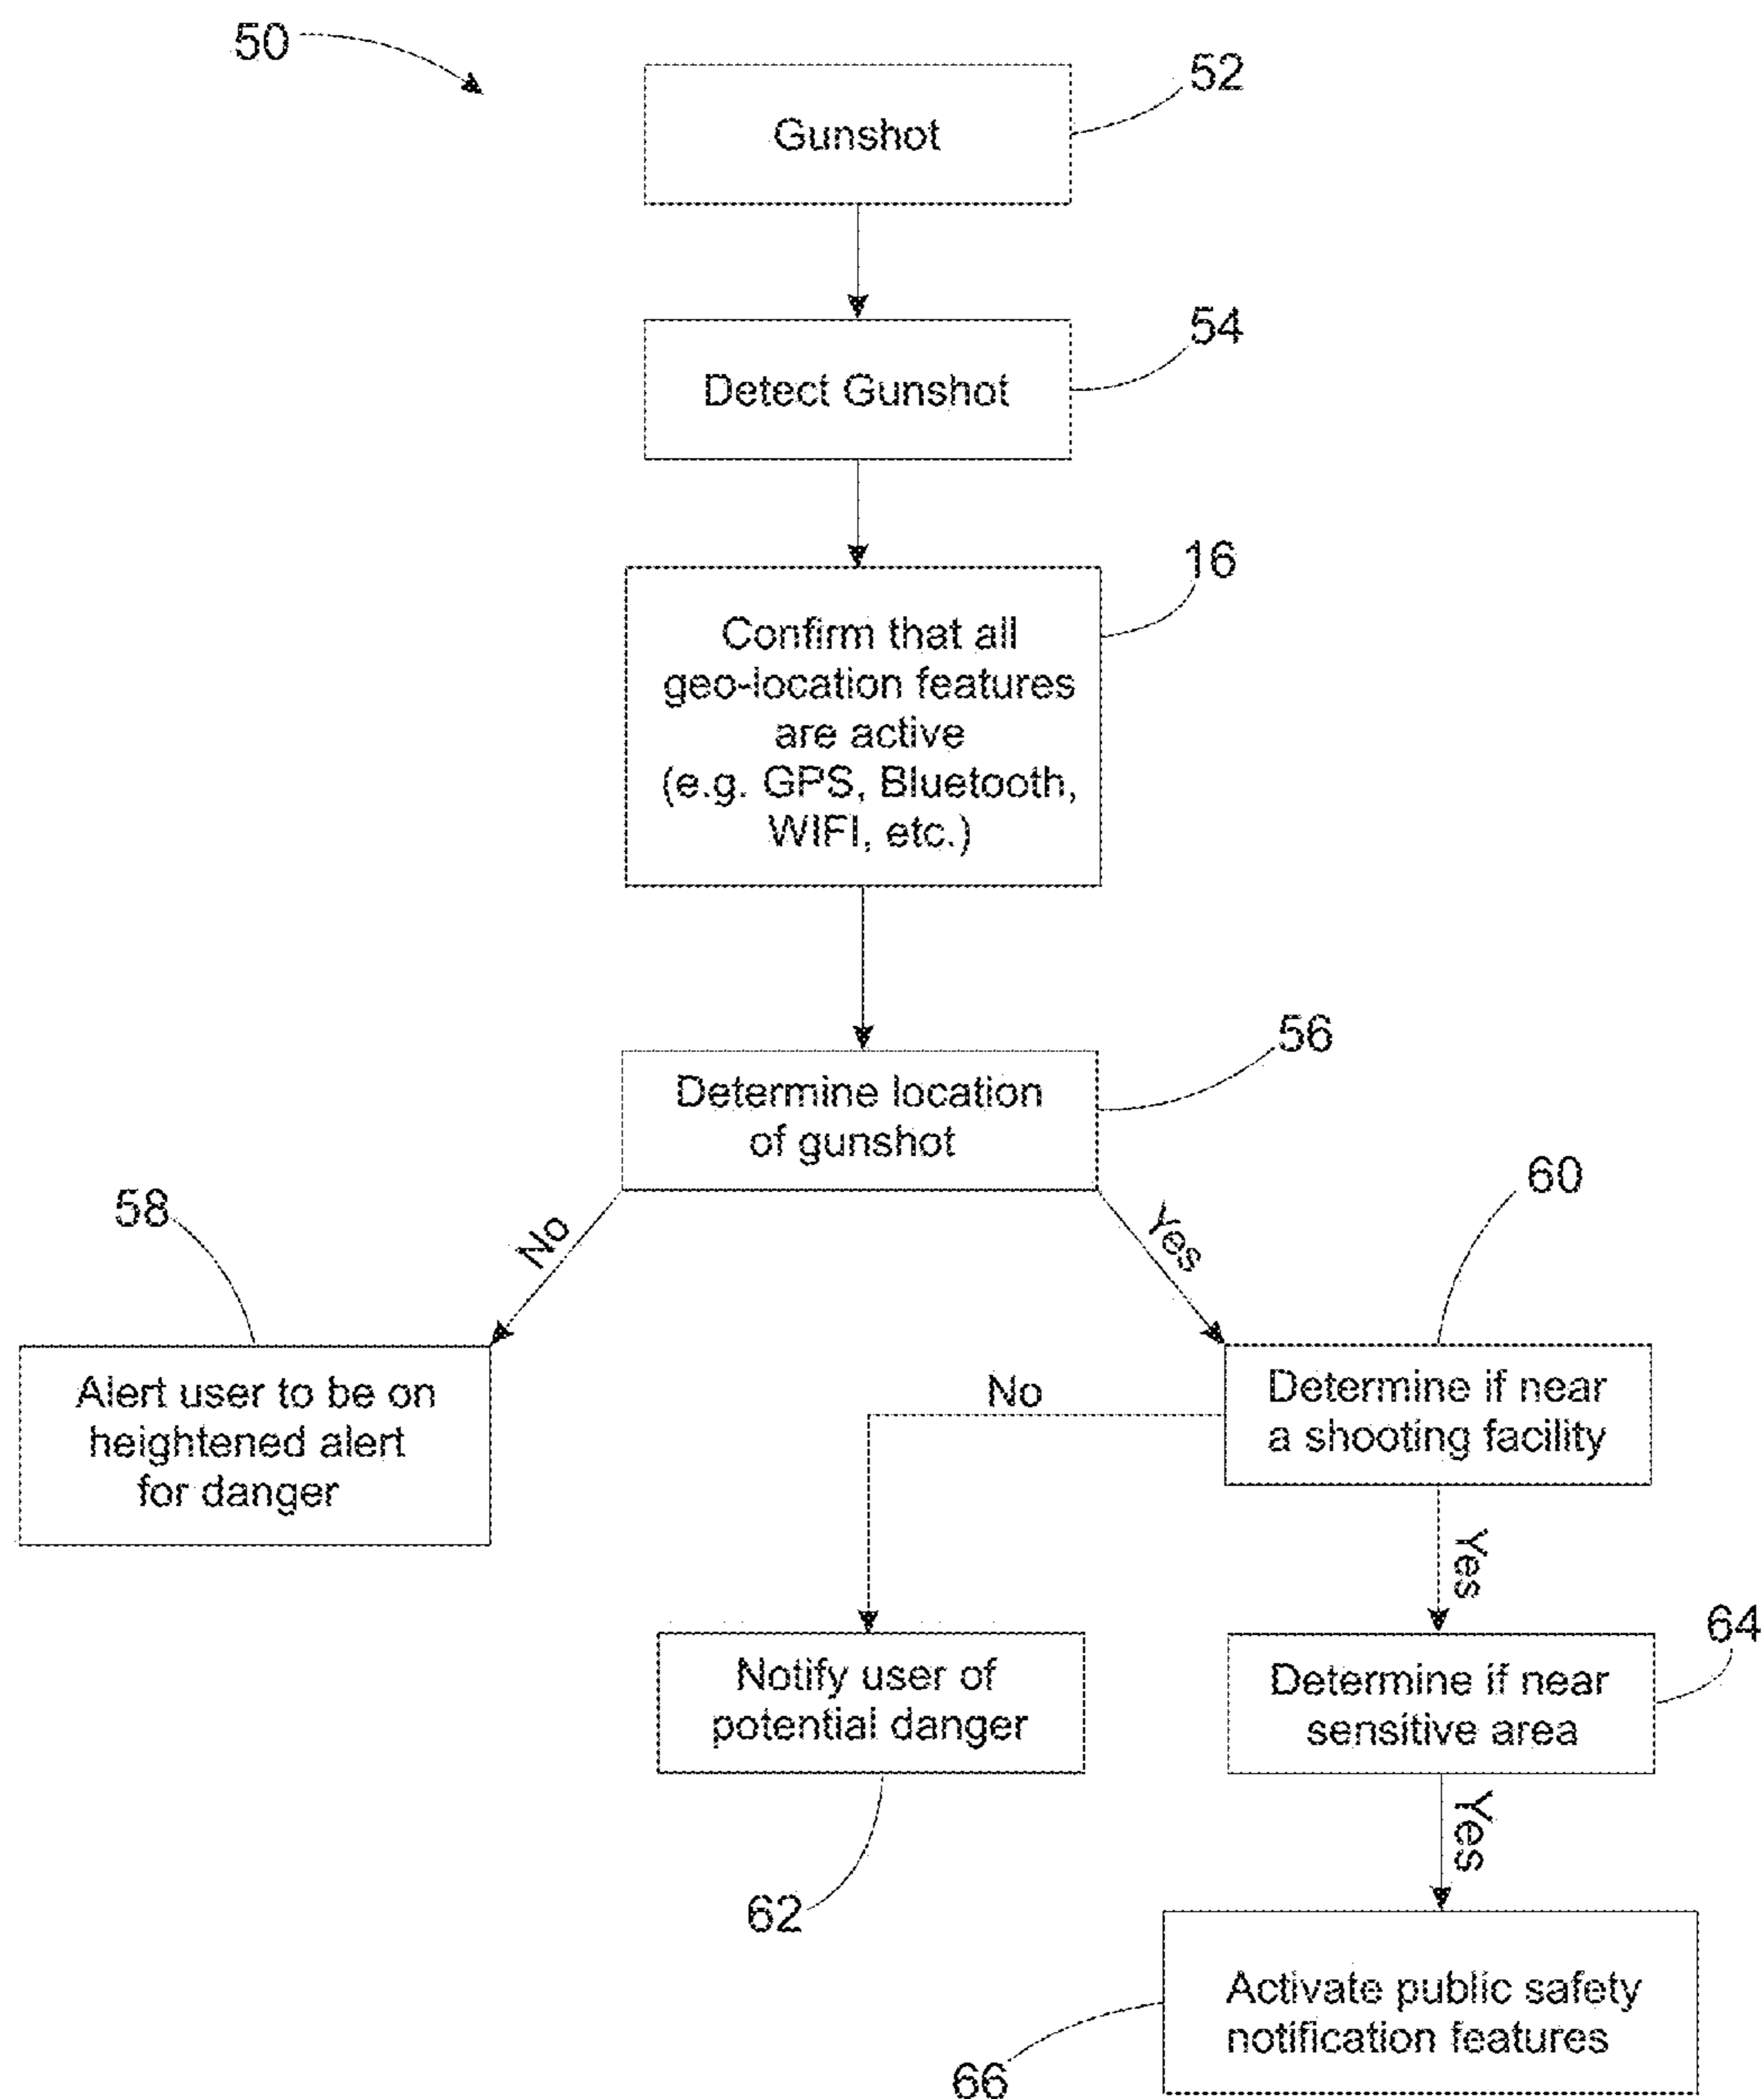 50
52
Gunshot
54
Detect Gunshot
16
Confirm that all
geo-location features
are active
(e.g. GPS, Bluetooth,
WIFI, etc.)
56
Determine location
of gunshot
58
No
Yes
60
Alert user to be on
heightened alert
for danger
No
Determine if near
a shooting facility
Yes
Notify user of
potential danger
64
Determine if near
sensitive area
62
Yes
Activate public safety
notification features
66